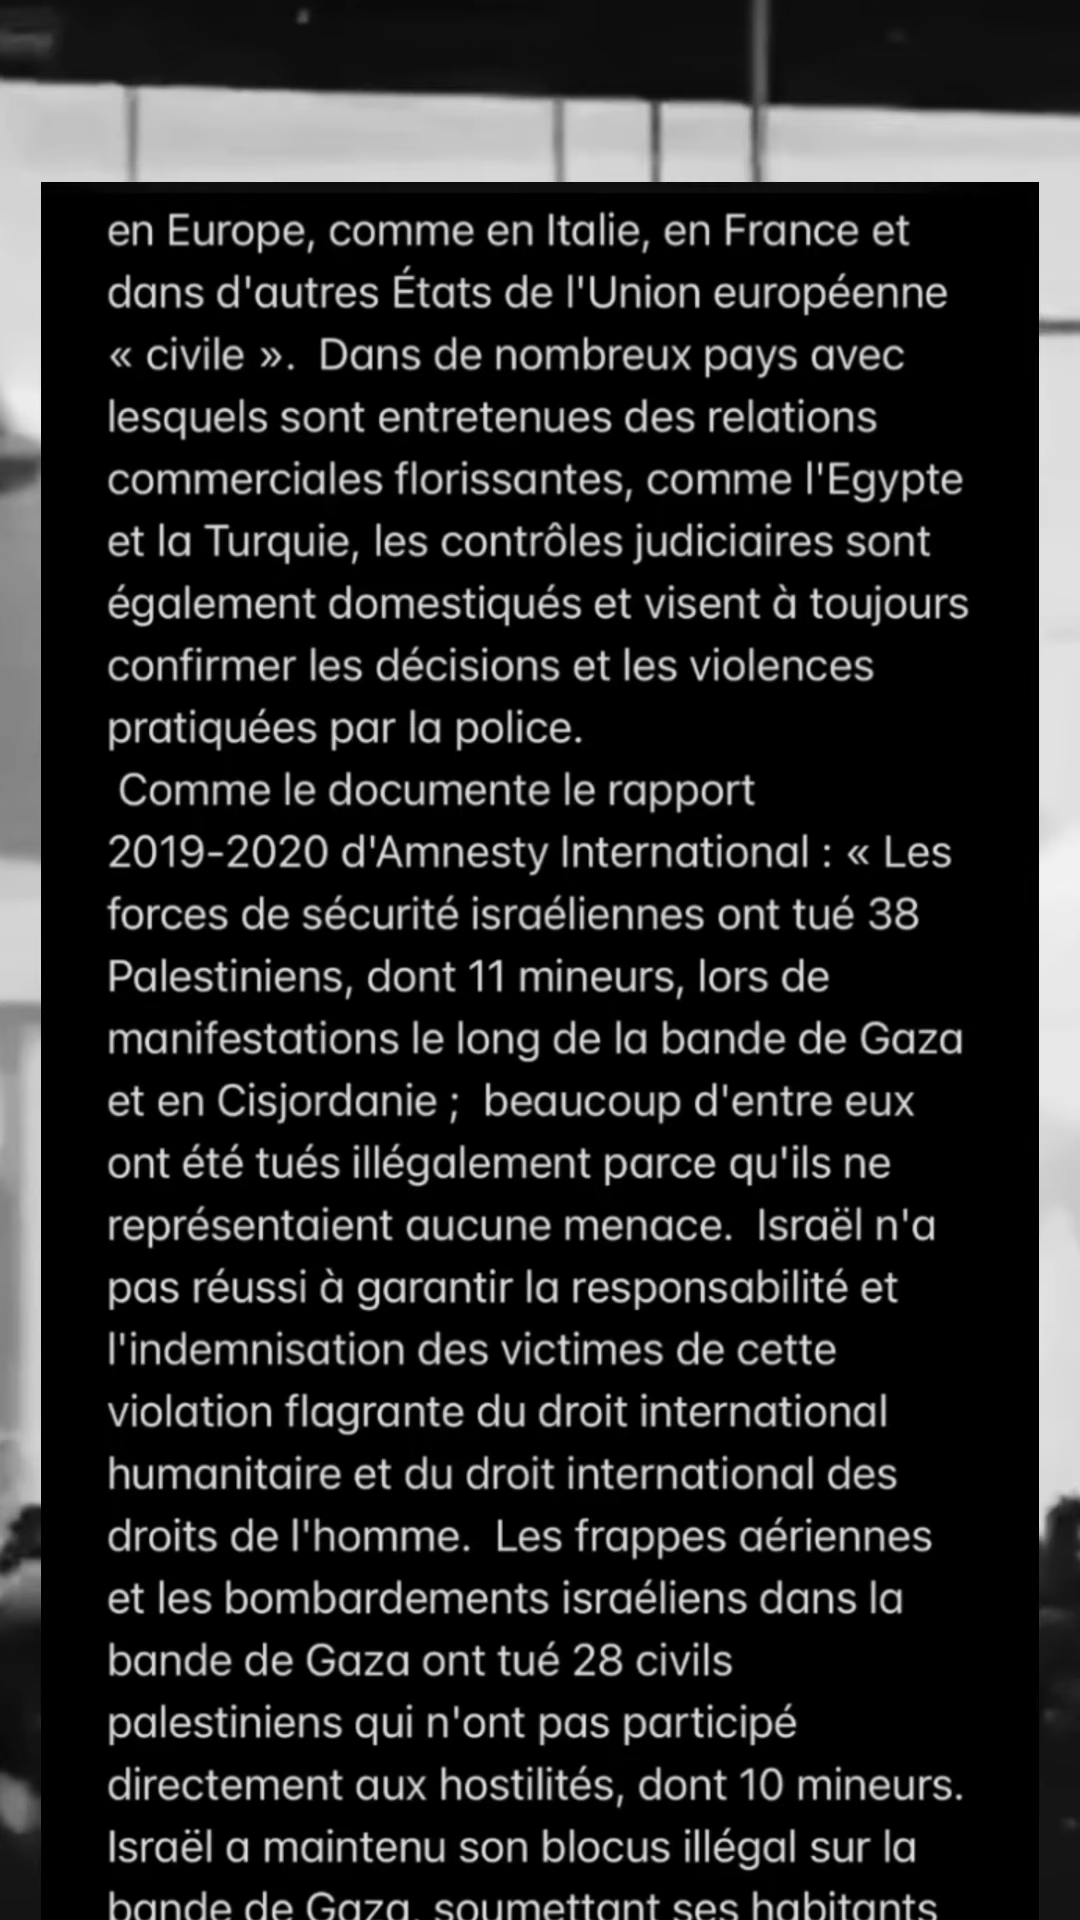 en Europe, comme en Italie, en France et
dans d'autres États de l'Union européenne
« civile ».  Dans de nombreux pays avec
lesquels sont entretenues des relations
commerciales florissantes, comme l'Egypte
et la Turquie, les contrôles judiciaires sont
également domestiqués et visent à toujours
confirmer les décisions et les violences
pratiquées par la police.
Comme le documente le rapport
2019-2020 d'Amnesty International : « Les
forces de sécurité israéliennes ont tué 38
Palestiniens, dont 11 mineurs, lors de
manifestations le long de la bande de Gaza
et en Cisjordanie ;  beaucoup d'entre eux
ont été tués illégalement parce qu'ils ne
représentaient aucune menace.  Israël n'a
pas réussi à garantir la responsabilité et
l'indemnisation des victimes de cette
violation flagrante du droit international
humanitaire et du droit international des
droits de l'homme.  Les frappes aériennes
et les bombardements israéliens dans la
bande de Gaza ont tué 28 civils
palestiniens qui n'ont pas participé
directement aux hostilités, dont 10 mineurs.
Israël a maintenu son blocus illégal sur la
bande de Gaza, soumettant ses habitants